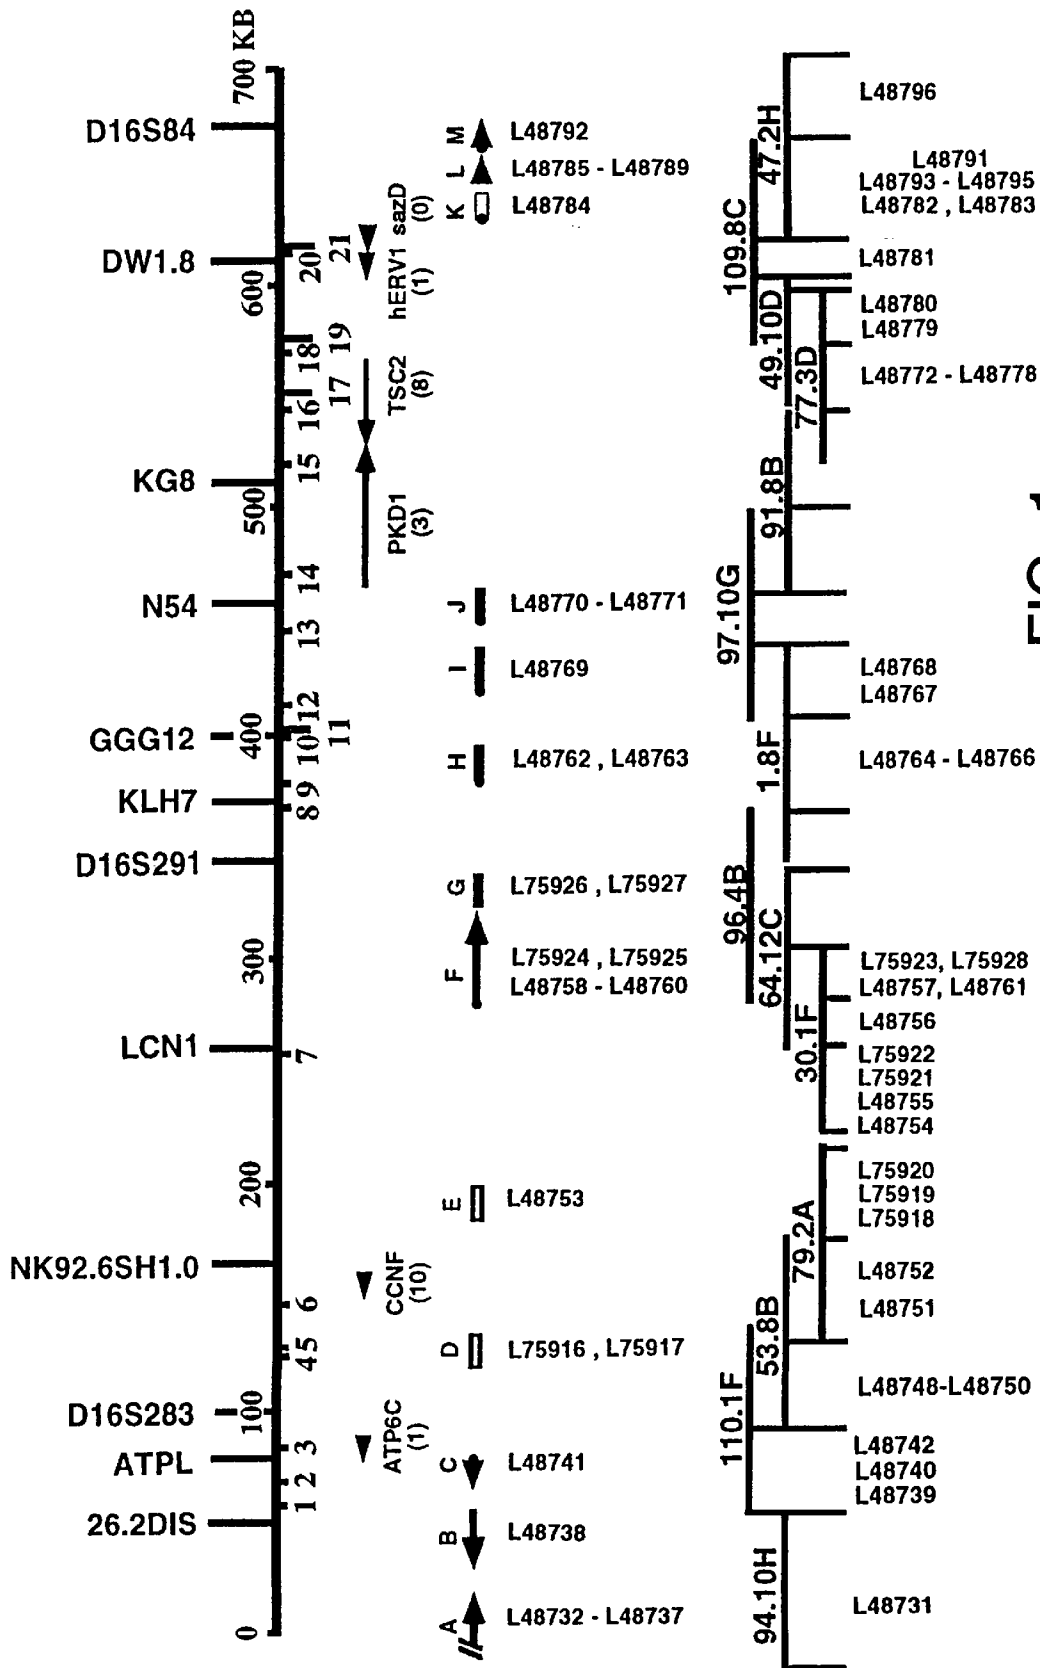 700 KB
D16S84
DW1.8
600
KG8
500
N54
GGG12
400
KLH7
D16S291
300
LCN1
200
NK92.6SH1.0
D16S283
100
ATPL
26.2DIS
0
21
20
19
18
17
16
15
14
13
12
11
10
9
8
7
6
5
4
3
2
1
sazD
(0)
hERV1
(1)
TSC2
(8)
PKD1
(3)
CCNF
(10)
ATP6C
(1)
M
L48792
L
L48785 - L48789
K
L48784
J
L48770 - L48771
I
L48769
H
L48762 , L48763
G
L75926 , L75927
F
L75924 , L75925
L48758 - L48760
E
L48753
D
L75916 , L75917
C
L48741
B
L48738
A
L48732 - L48737
47.2H
109.8C
49.10D
77.3D
91.8B
97.10G
1.8F
96.4B
64.12C
30.1F
79.2A
53.8B
110.1F
94.10H
L48796
L48791
L48793 - L48795
L48782 , L48783
L48781
L48780
L48779
L48772 - L48778
L48768
L48767
L48764 - L48766
L75923, L75928
L48757, L48761
L48756
L75922
L75921
L48755
L48754
L75920
L75919
L75918
L48752
L48751
L48748-L48750
L48742
L48740
L48739
L48731